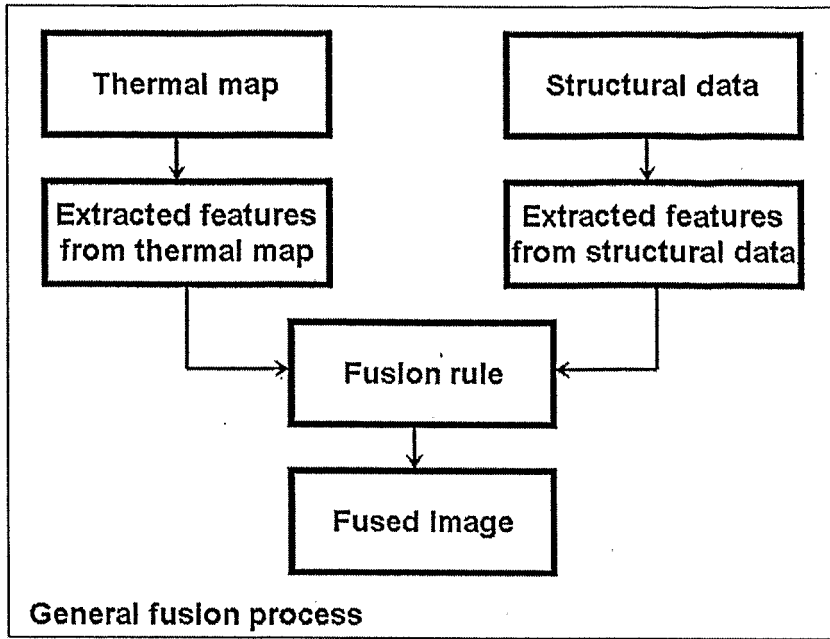 Thermal map
Structural data
Extracted features
from thermal map
Extracted features
from structural data
Fusion rule
Fused image
General fusion process